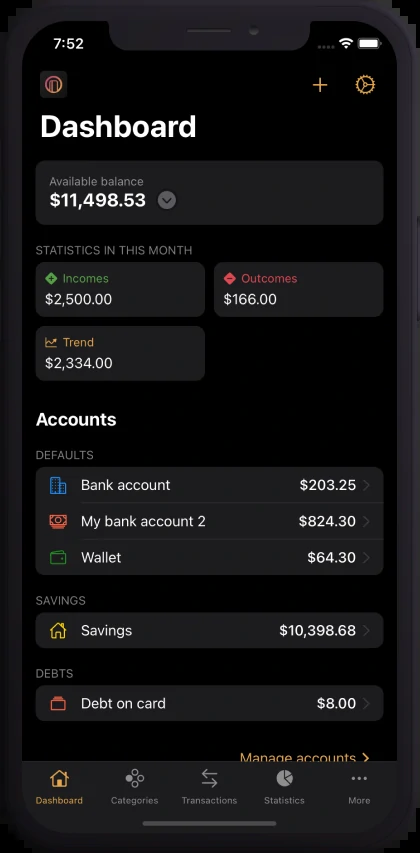 7:52
Dashboard
Available balance
$11,498.53
STATISTICS IN THIS MONTH
Incomes
$2,500.00
Outcomes
$166.00
Trend
$2,334.00
Accounts
DEFAULTS
Bank account $203.25
My bank account 2 $824.30
Wallet $64.30
SAVINGS
Savings $10,398.68
DEBTS
Debt on card $8.00
Manage accounts
Dashboard Categories Transactions Statistics More